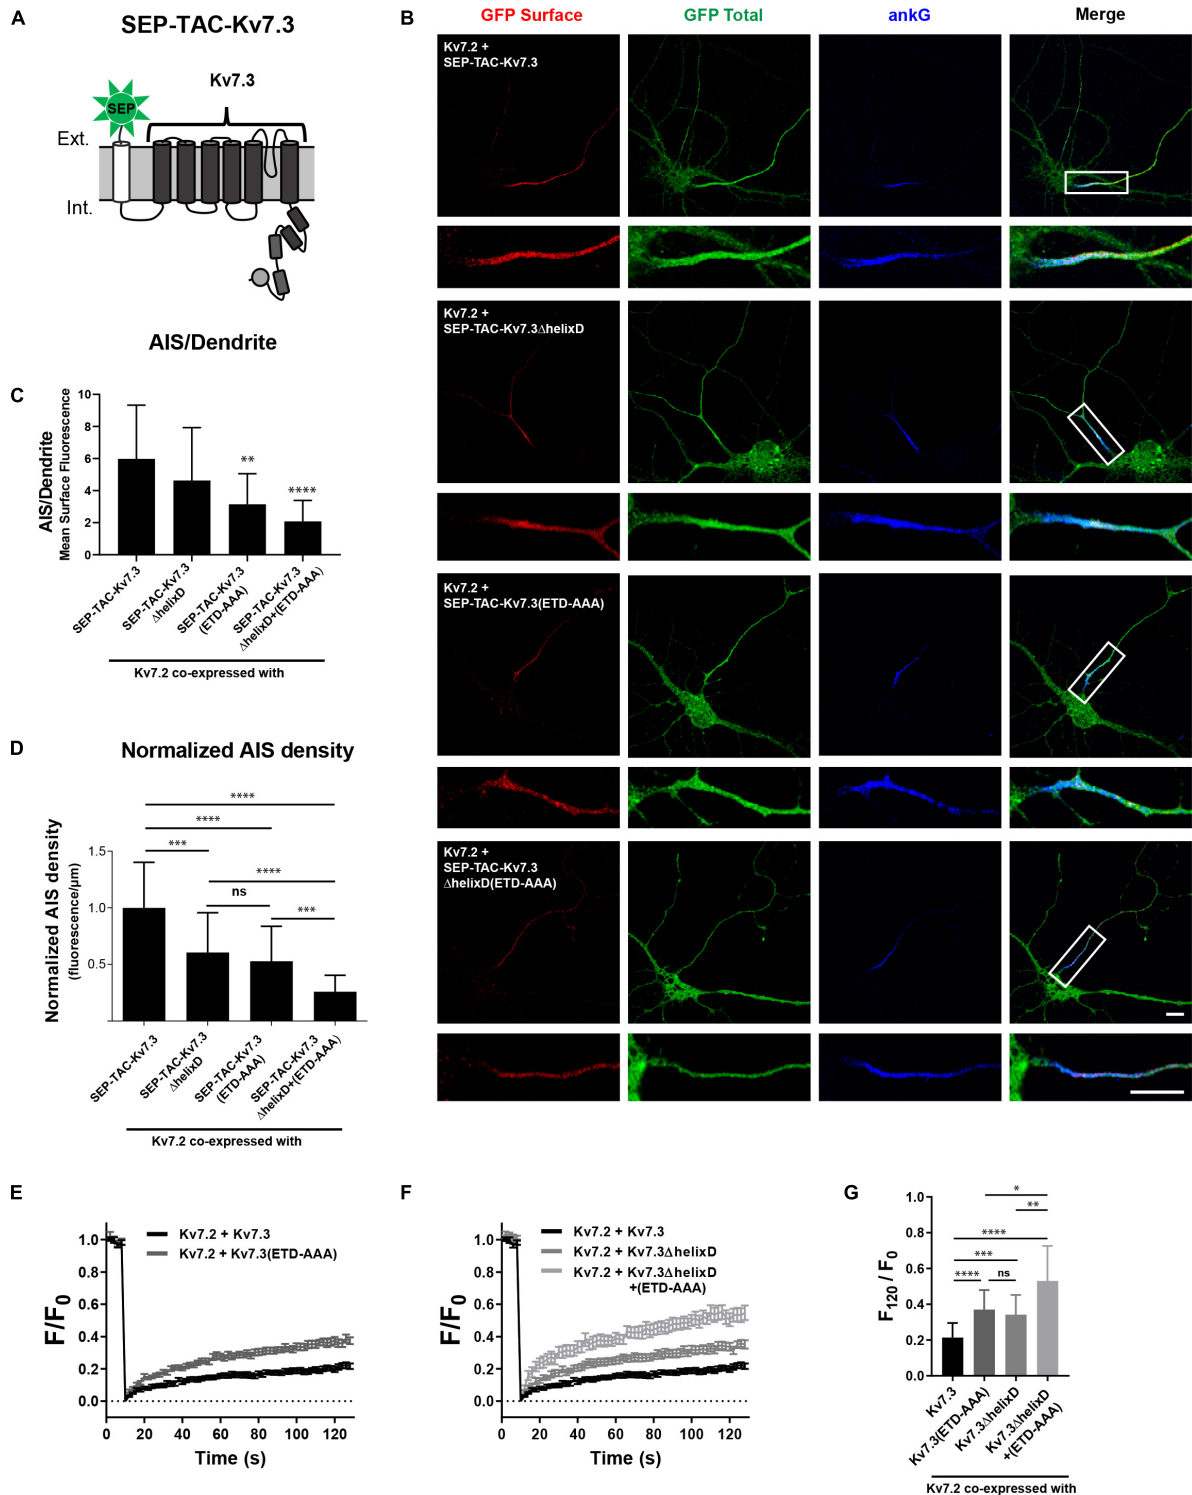 A
SEP-TAC-Kv7.3
Kv7.3
SEP
Ext.
Int.
B
GFP Surface
GFP Total
ankG
Merge
Kv7.2 +
SEP-TAC-Kv7.3
Kv7.2 +
SEP-TAC-Kv7.3ΔhelixD
Kv7.2 +
SEP-TAC-Kv7.3(ETD-AAA)
Kv7.2 +
SEP-TAC-Kv7.3
ΔhelixD(ETD-AAA)
C
AIS/Dendrite
AIS/Dendrite
Mean Surface Fluorescence
10
8
6
4
2
0
**
****
SEP-TAC-Kv7.3
SEP-TAC-Kv7.3
ΔhelixD
SEP-TAC-Kv7.3
(ETD-AAA)
SEP-TAC-Kv7.3
ΔhelixD+(ETD-AAA)
Kv7.2 co-expressed with
D
Normalized AIS density
Normalized AIS density
(fluorescence/µm)
1.5
1.0
0.5
****
****
***
****
ns
***
SEP-TAC-Kv7.3
SEP-TAC-Kv7.3
ΔhelixD
SEP-TAC-Kv7.3
(ETD-AAA)
SEP-TAC-Kv7.3
ΔhelixD+(ETD-AAA)
Kv7.2 co-expressed with
E
Kv7.2 + Kv7.3
Kv7.2 + Kv7.3(ETD-AAA)
F/F0
1.0
0.8
0.6
0.4
0.2
0.0
0 20 40 60 80 100 120
Time (s)
F
Kv7.2 + Kv7.3
Kv7.2 + Kv7.3ΔhelixD
Kv7.2 + Kv7.3ΔhelixD
+(ETD-AAA)
F/F0
1.0
0.8
0.6
0.4
0.2
0.0
0 20 40 60 80 100 120
Time (s)
G
F120 / F0
1.0
0.8
0.6
0.4
0.2
0.0
*
**
****
***
**** ns
Kv7.3
Kv7.3(ETD-AAA)
Kv7.3ΔhelixD
Kv7.3ΔhelixD
+(ETD-AAA)
Kv7.2 co-expressed with